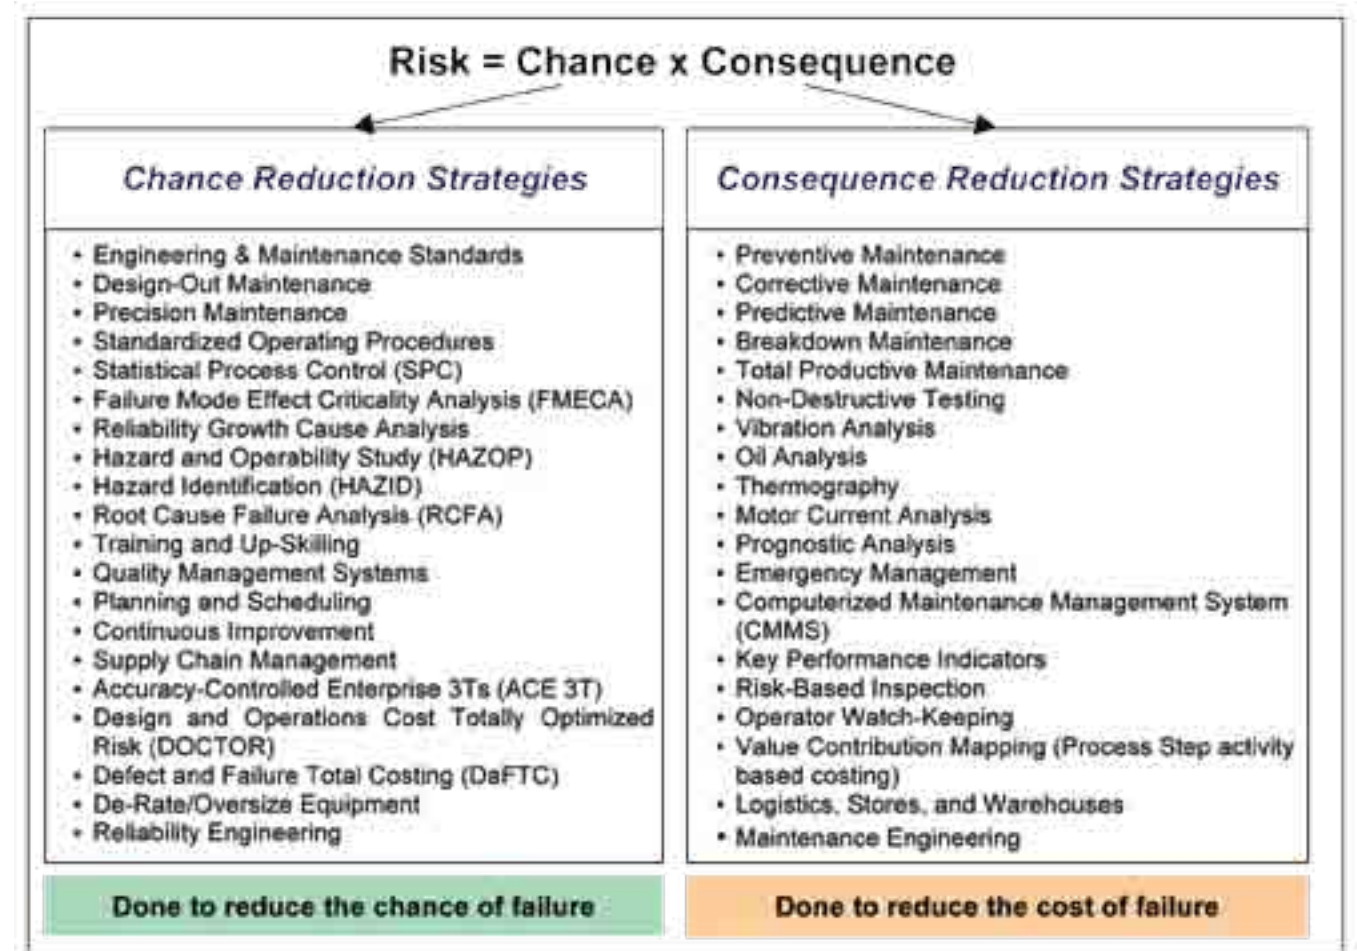 Risk = Chance x Consequence
Chance Reduction Strategies
• Engineering & Maintenance Standards
• Design-Out Maintenance
• Precision Maintenance
• Standardized Operating Procedures
• Statistical Process Control (SPC)
• Failure Mode Effect Criticality Analysis (FMECA)
• Reliability Growth Cause Analysis
• Hazard and Operability Study (HAZOP)
• Hazard Identification (HAZID)
• Root Cause Failure Analysis (RCFA)
• Training and Up-Skilling
• Quality Management Systems
• Planning and Scheduling
• Continuous Improvement
• Supply Chain Management
• Accuracy-Controlled Enterprise 3Ts (ACE 3T)
• Design and Operations Cost Totally Optimized
Risk (DOCTOR)
• Defect and Failure Total Costing (DaFTC)
• De-Rate/Oversize Equipment
• Reliability Engineering
Done to reduce the chance of failure
Consequence Reduction Strategies
• Preventive Maintenance
• Corrective Maintenance
• Predictive Maintenance
• Breakdown Maintenance
• Total Productive Maintenance
• Non-Destructive Testing
• Vibration Analysis
• Oil Analysis
• Thermography
• Motor Current Analysis
• Prognostic Analysis
• Emergency Management
• Computerized Maintenance Management System
(CMMS)
• Key Performance Indicators
• Risk-Based Inspection
• Operator Watch-Keeping
• Value Contribution Mapping (Process Step activity
based costing)
• Logistics, Stores, and Warehouses
• Maintenance Engineering
Done to reduce the cost of failure